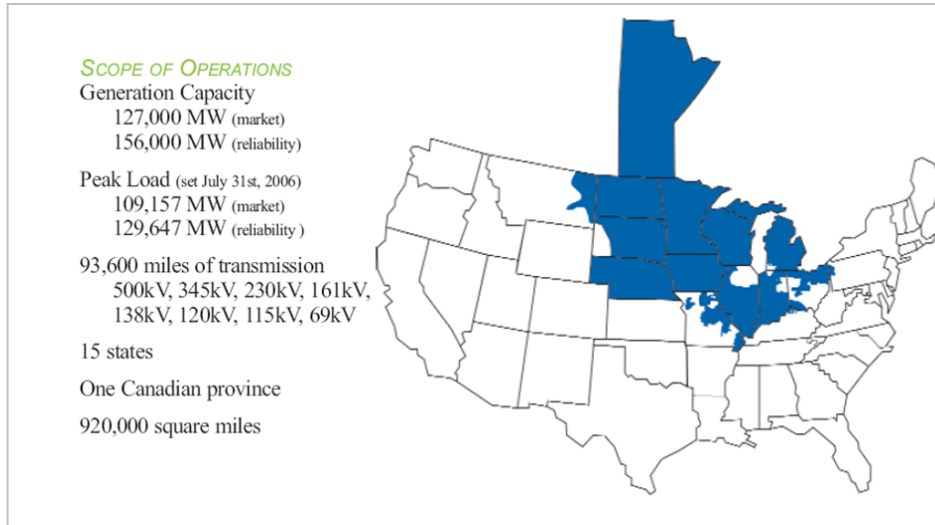 SCOPE OF OPERATIONS
Generation Capacity
127,000 MW (market)
156,000 MW (reliability)
Peak Load (set July 31st, 2006)
109,157 MW (market)
129,647 MW (reliability )
93,600 miles of transmission
500kV, 345kV, 230kV, 161kV,
138kV, 120kV, 115kV, 69kV
15 states
One Canadian province
920,000 square miles